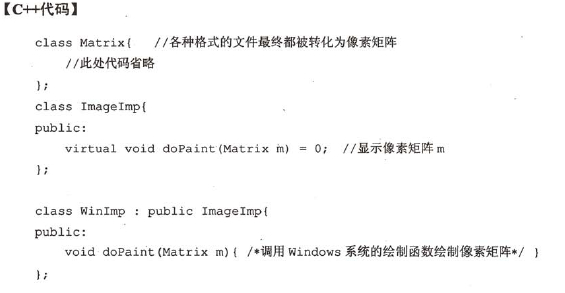 【C++代码】
class Matrix{ //各种格式的文件最终都被转化为像素矩阵
//此处代码省略
};
class ImageImp{
public:
virtual void doPaint(Matrix m) = 0; //显示像素矩阵 m
};
class WinImp : public ImageImp{
public:
void doPaint(Matrix m){ /*调用 Windows 系统的绘制函数绘制像素矩阵*/ }
};